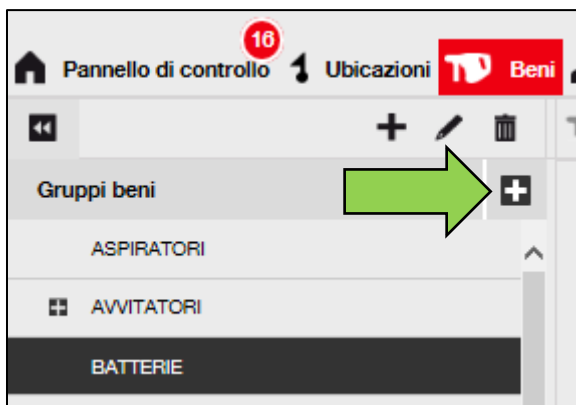 16
Pannello di controllo Ubicazioni Beni
Gruppi beni
ASPIRATORI
AVVITATORI
BATTERIE